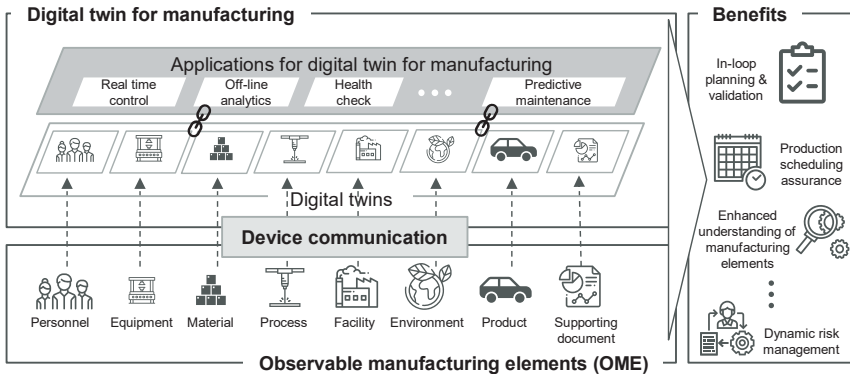 Digital twin for manufacturing
Applications for digital twin for manufacturing
Real time
control
Off-line
analytics
Health
check
Predictive
maintenance
Digital twins
Device communication
Personnel
Equipment
Material
Process
Facility
Environment
Product
Supporting
document
Observable manufacturing elements (OME)
Benefits
In-loop
planning &
validation
Production
scheduling
assurance
Enhanced
understanding of
manufacturing
elements
Dynamic risk
management